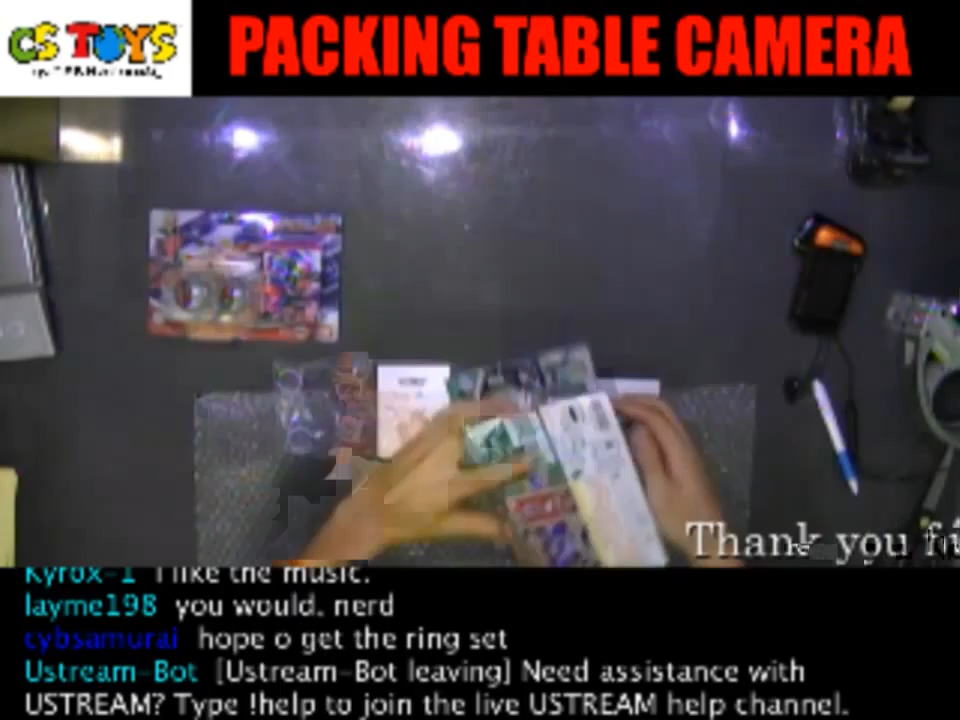 CS TOYS
PACKING TABLE CAMERA
Thank you
Kyrox-1 I like the music.
layme198 you would. nerd
cybsamurai hope o get the ring set
Ustream-Bot [Ustream-Bot leaving] Need assistance with
USTREAM? Type !help to join the live USTREAM help channel.